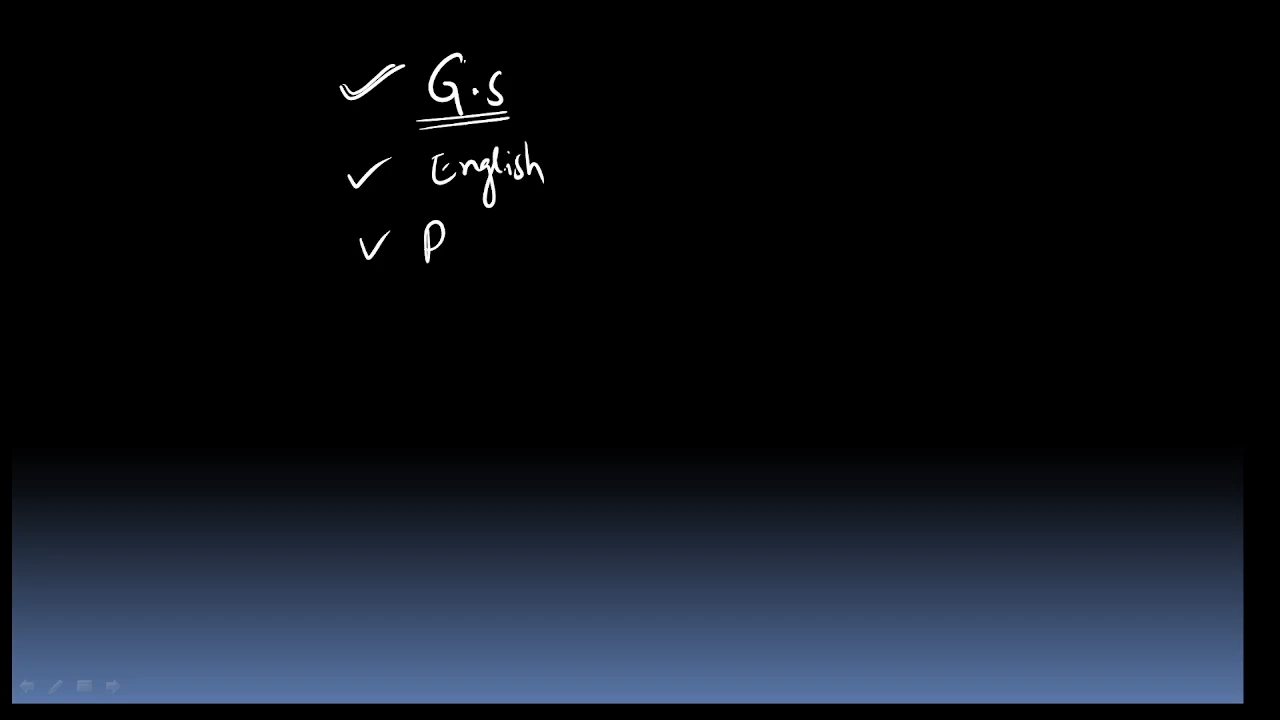 ✓ G.s
✓ English
✓ P